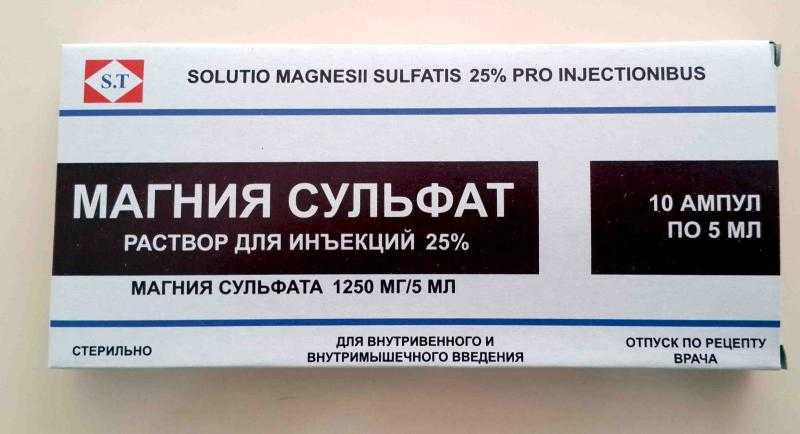 S.T
SOLUTIO MAGNESII SULFATIS 25% PRO INJECTIONIBUS
МАГНИЯ СУЛЬФАТ
РАСТВОР ДЛЯ ИНЪЕКЦИЙ 25%
10 АМПУЛ
ПО 5 МЛ
МАГНИЯ СУЛЬФАТА 1250 МГ/5 МЛ
СТЕРИЛЬНО
ДЛЯ ВНУТРИВЕННОГО И
ВНУТРИМЫШЕЧНОГО ВВЕДЕНИЯ
ОТПУСК ПО РЕЦЕПТУ
ВРАЧА